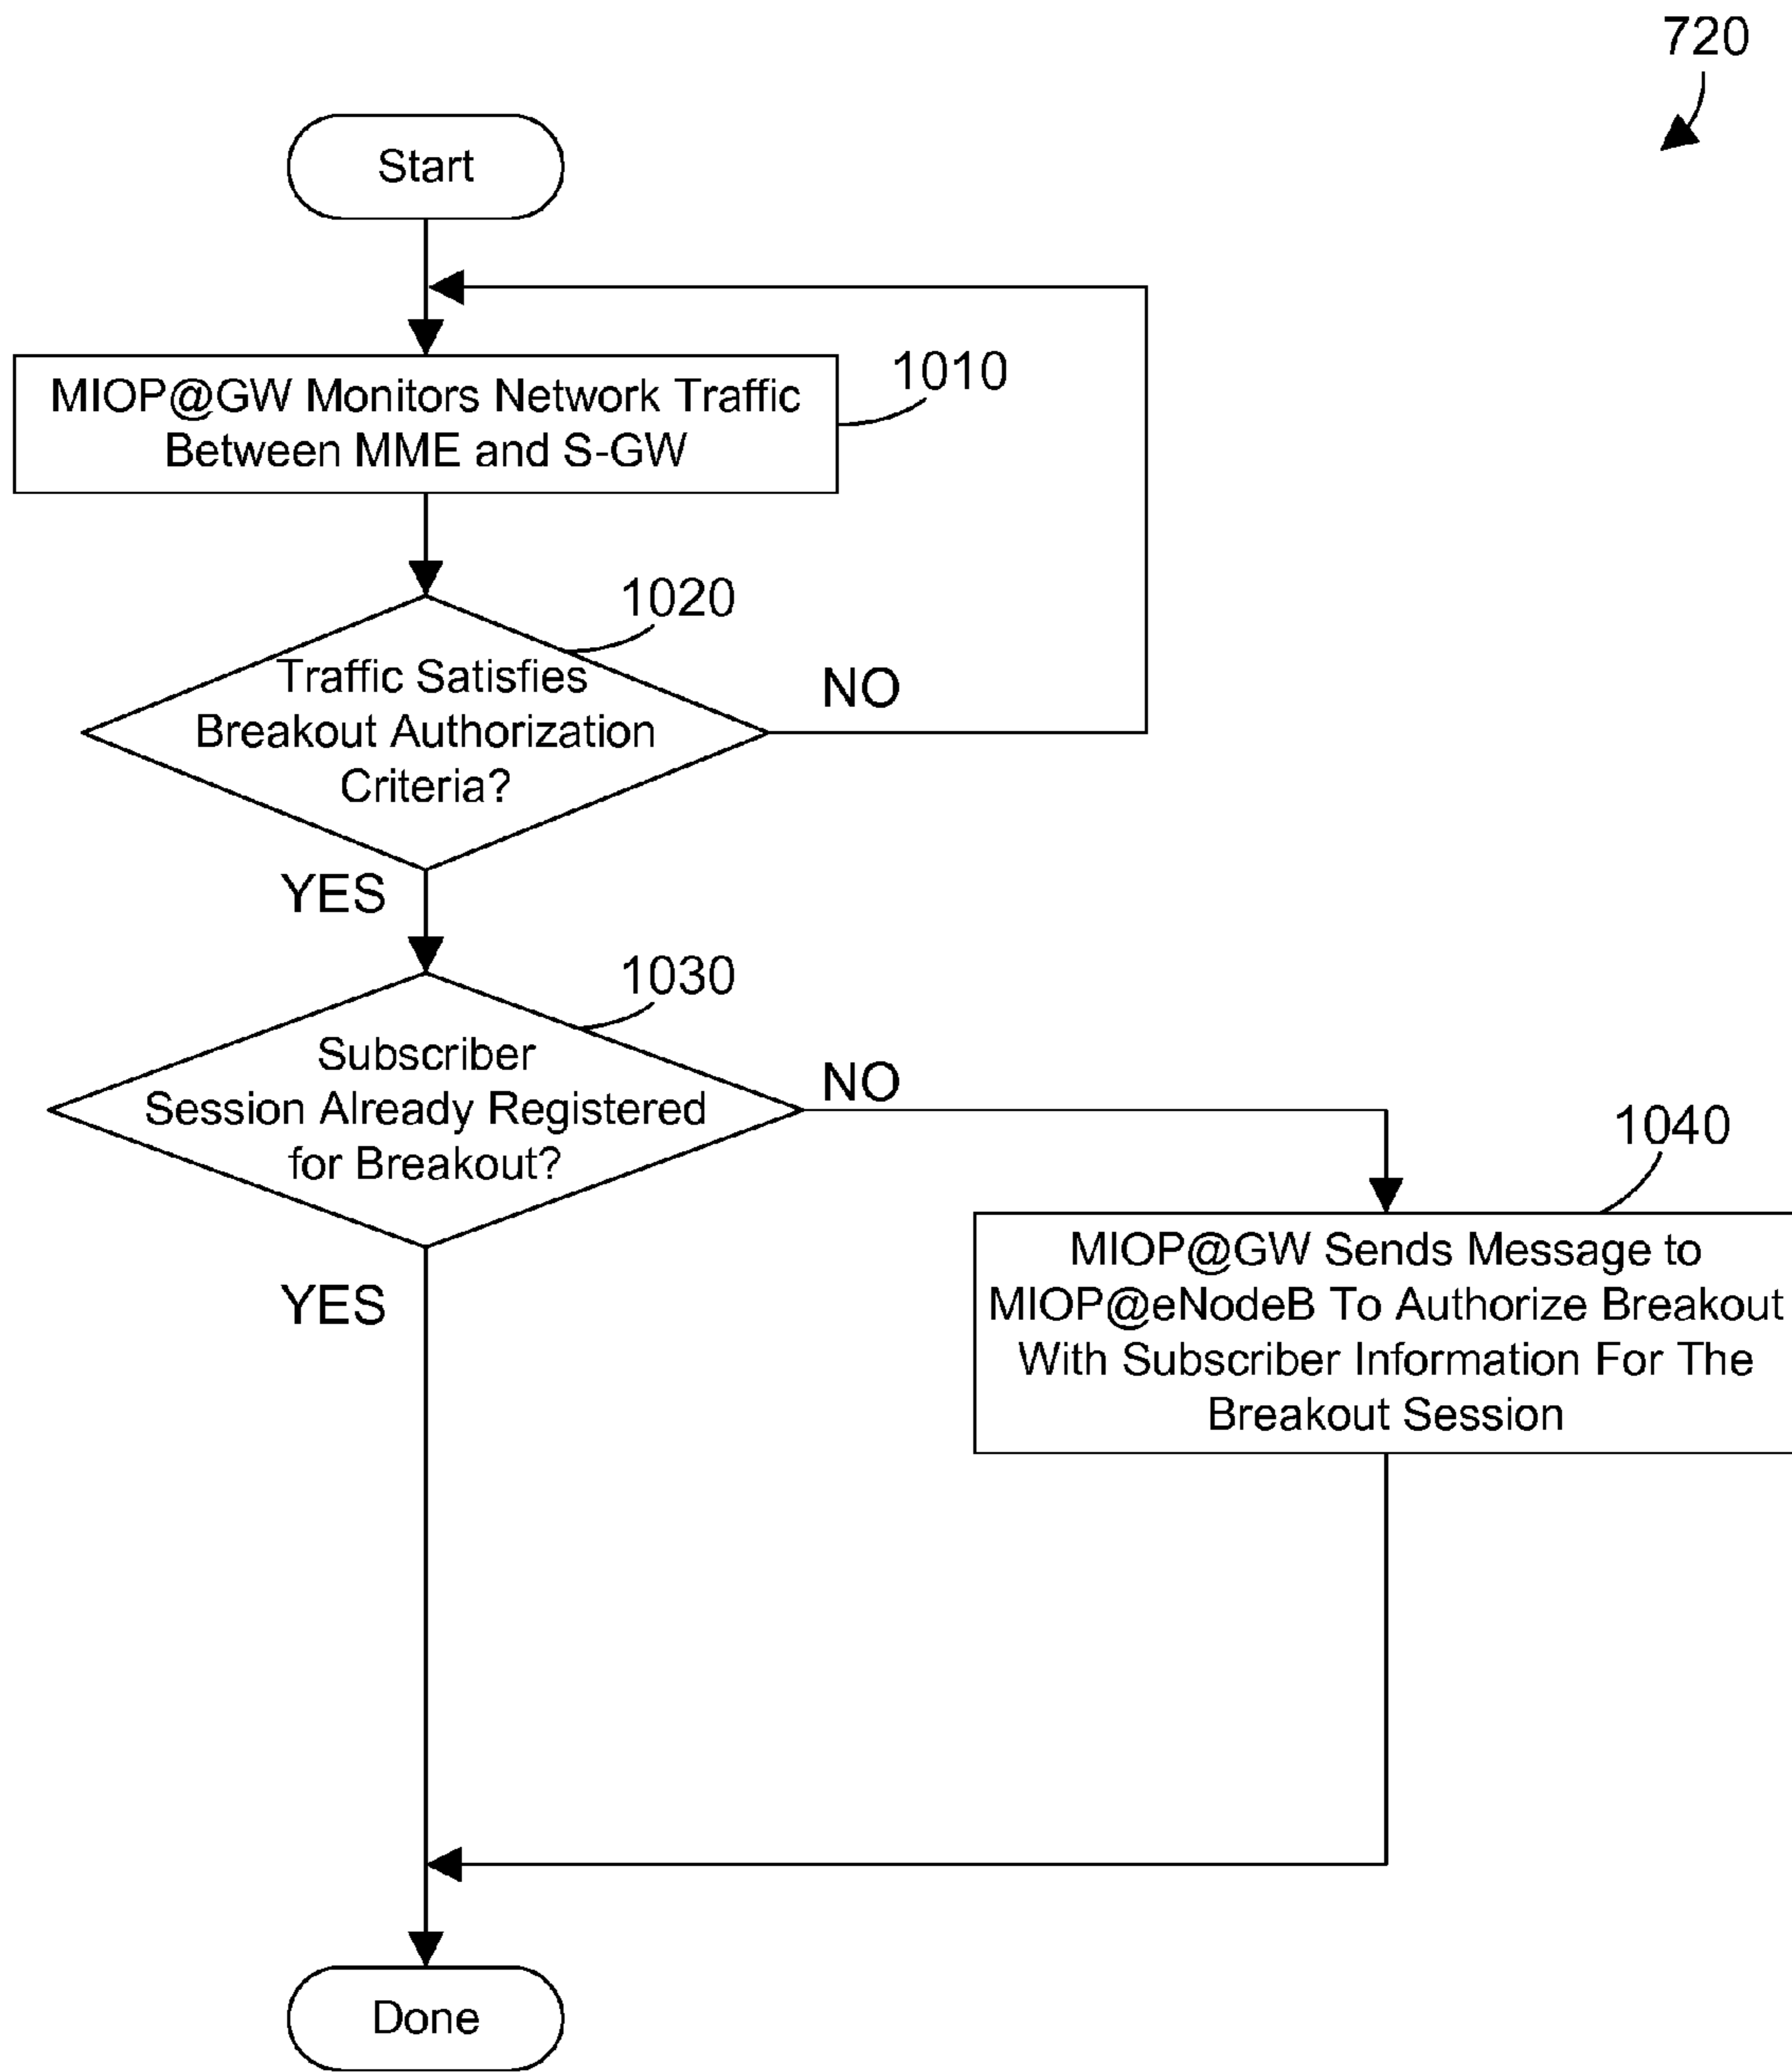 720
Start
MIOP@GW Monitors Network Traffic
Between MME and S-GW
1010
Traffic Satisfies
Breakout Authorization
Criteria?
1020
NO
YES
Subscriber
Session Already Registered
for Breakout?
1030
NO
YES
1040
MIOP@GW Sends Message to
MIOP@eNodeB To Authorize Breakout
With Subscriber Information For The
Breakout Session
Done